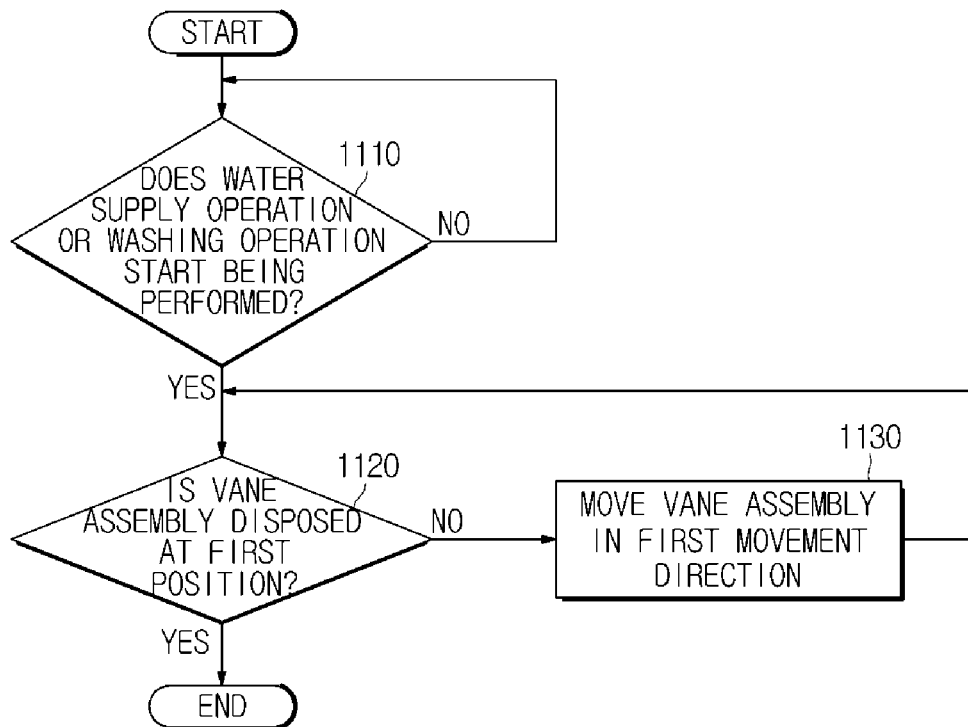 START
1110
DOES WATER
SUPPLY OPERATION
OR WASHING OPERATION
START BEING
PERFORMED?
NO
YES
1120
IS VANE
ASSEMBLY DISPOSED
AT FIRST
POSITION?
NO
1130
MOVE VANE ASSEMBLY
IN FIRST MOVEMENT
DIRECTION
YES
END